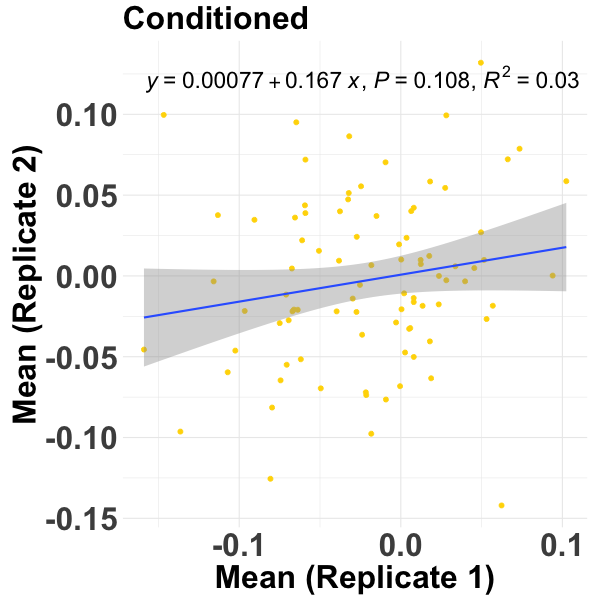 Conditioned
y = 0.00077 + 0.167 x, P = 0.108, R² = 0.03
Mean (Replicate 2)
0.10
0.05
0.00
-0.05
-0.10
-0.15
-0.1 0.0 0.1
Mean (Replicate 1)